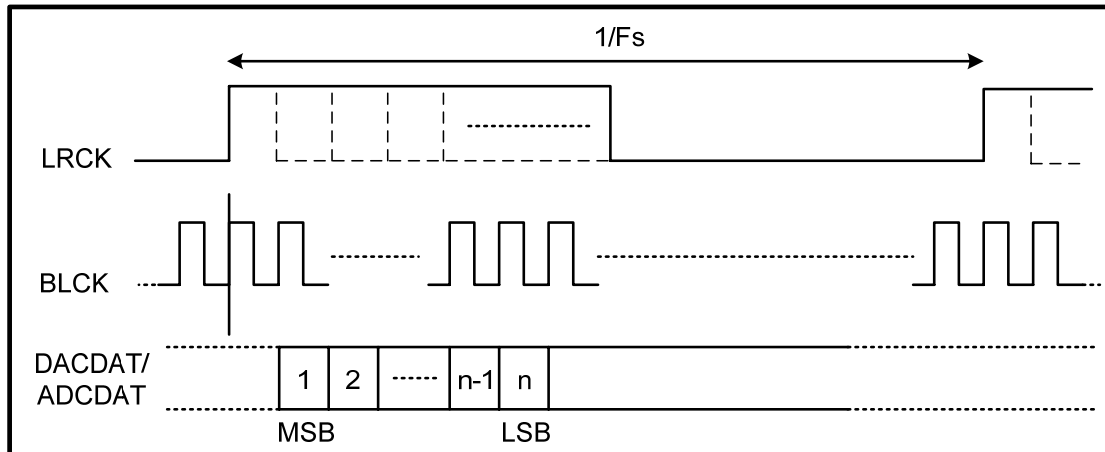 1/Fs
LRCK
BLCK
DACDAT/
ADCDAT
1 2 n-1 n
MSB LSB